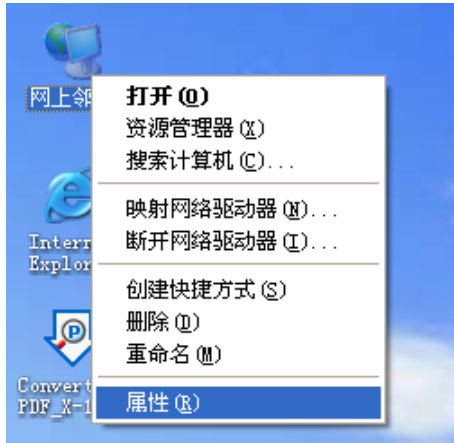 网上邻
打开(O)
资源管理器(X)
搜索计算机(C)...
映射网络驱动器(N)...
断开网络驱动器(I)...
创建快捷方式(S)
删除(D)
重命名(M)
属性(R)
Intern
Explor
P
Convert
PDF_X-1